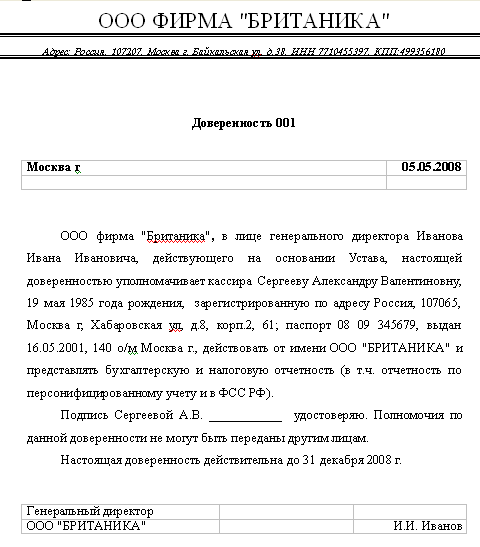 ООО ФИРМА "БРИТАНИКА"
Адрес: Россия, 107207, Москва г, Байкальская ул, д.38, ИНН 7710455397, КПП:499356180
Доверенность 001
Москва г, 05.05.2008
ООО фирма "Британика", в лице генерального директора Иванова
Ивана Ивановича, действующего на основании Устава, настоящей
доверенностью уполномачивает кассира Сергееву Александру Валентиновну,
19 мая 1985 года рождения, зарегистрированную по адресу Россия, 107065,
Москва г, Хабаровская ул, д.8, корп.2, 61; паспорт 08 09 345679, выдан
16.05.2001, 140 о/м Москва г., действовать от имени ООО "БРИТАНИКА" и
представлять бухгалтерскую и налоговую отчетность (в т.ч. отчетность по
персонифицированному учету и в ФСС РФ).
Подпись Сергеевой А.В. ___________ удостоверяю. Полномочия по
данной доверенности не могут быть переданы другим лицам.
Настоящая доверенность действительна до 31 декабря 2008 г.
Генеральный директор
ООО "БРИТАНИКА" И.И. Иванов